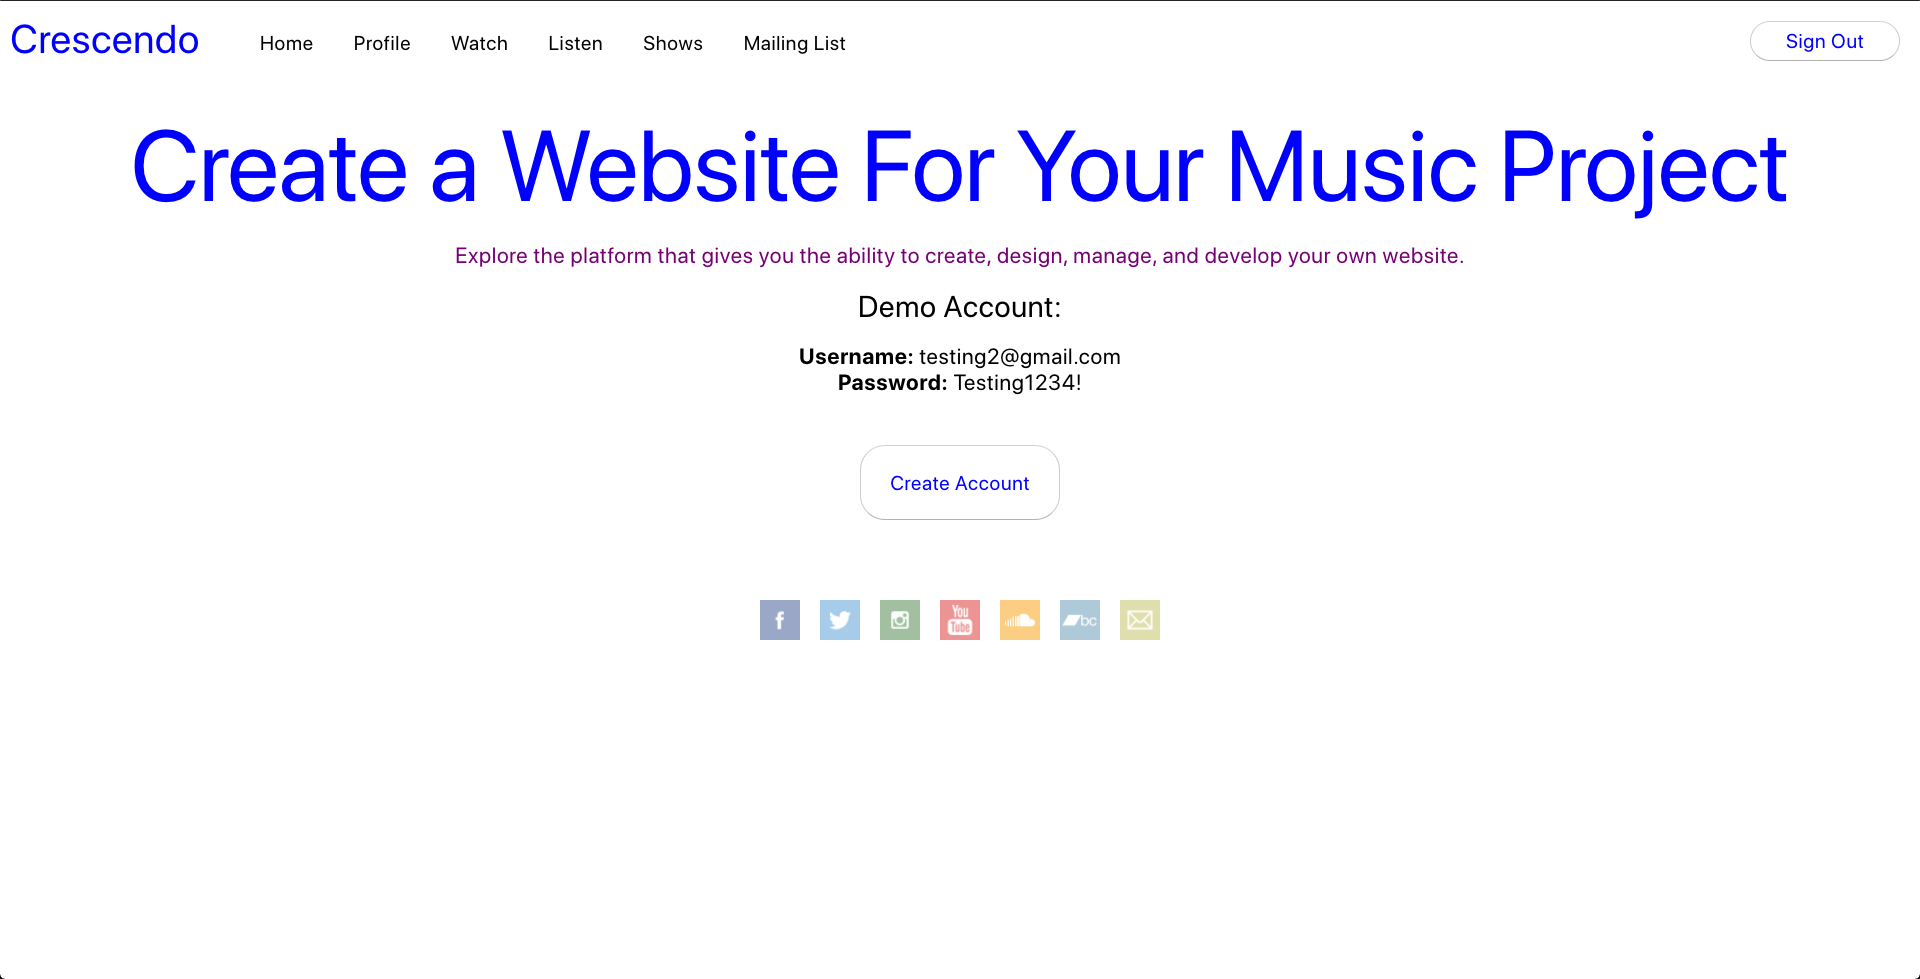 Crescendo
Home
Profile
Watch
Listen
Shows
Mailing List
Sign Out
Create a Website For Your Music Project
Explore the platform that gives you the ability to create, design, manage, and develop your own website.
Demo Account:
Username: testing2@gmail.com
Password: Testing1234!
Create Account
f
You
Tube
bc